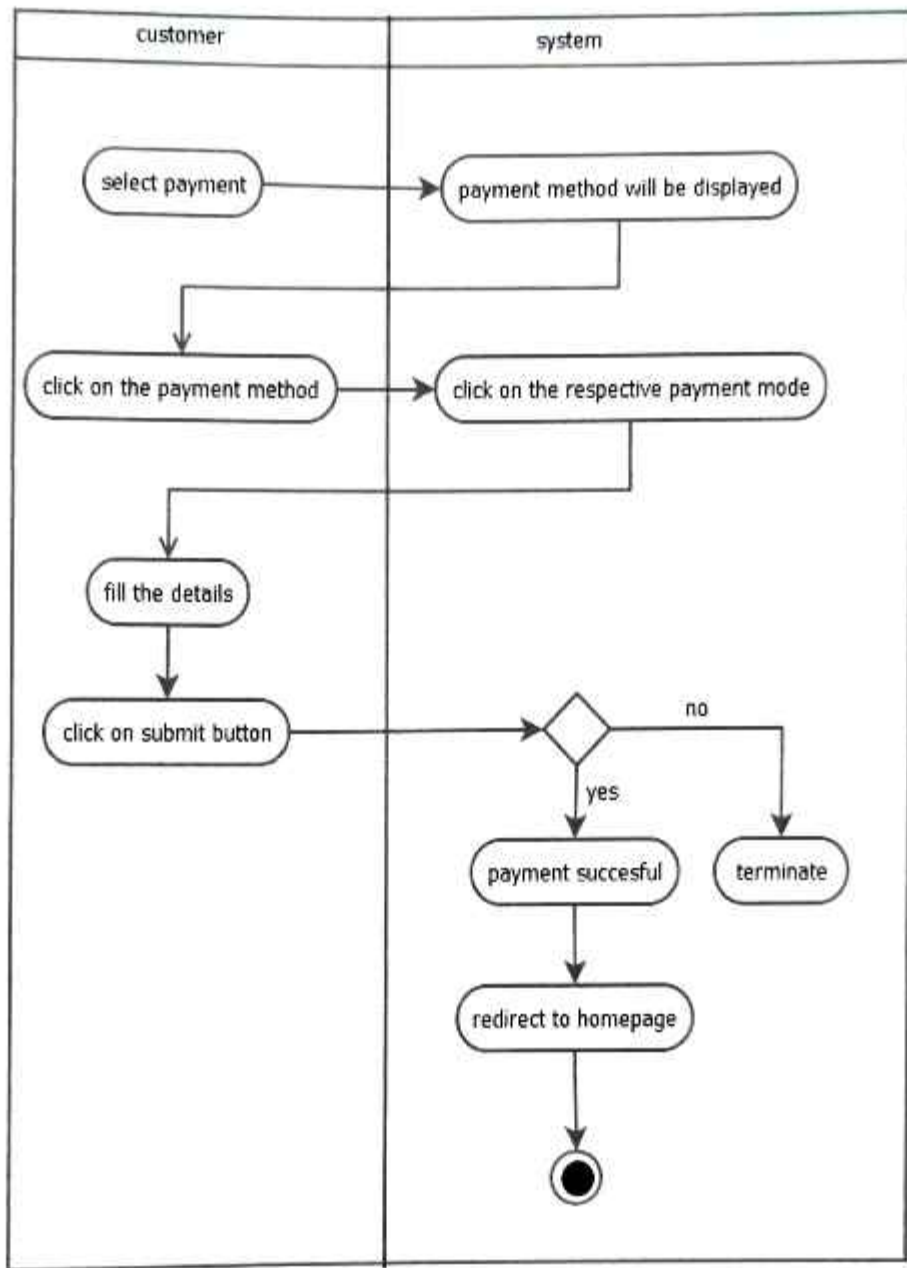 customer
system
select payment
payment method will be displayed
click on the payment method
click on the respective payment mode
fill the details
click on submit button
no
yes
payment succesful
terminate
redirect to homepage